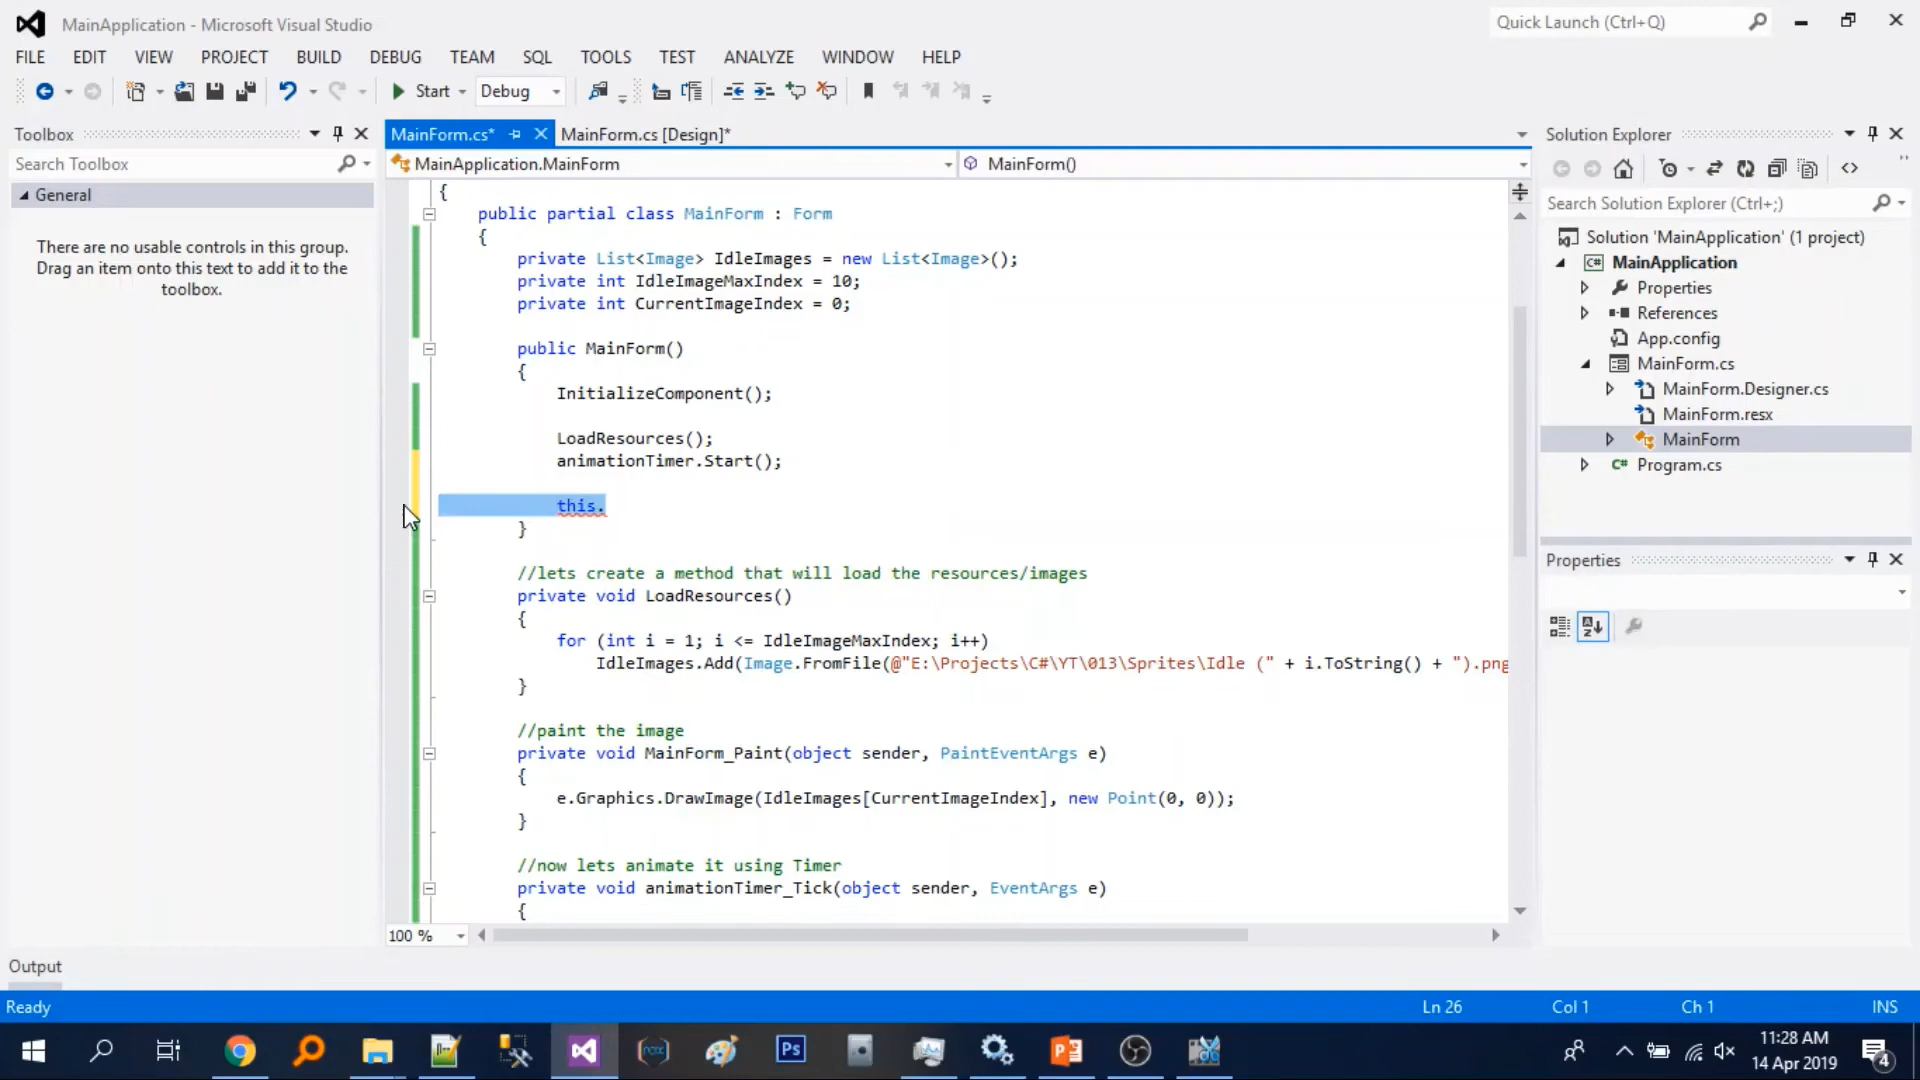 MainApplication - Microsoft Visual Studio
Quick Launch (Ctrl+Q)
FILE EDIT VIEW PROJECT BUILD DEBUG TEAM SQL TOOLS TEST ANALYZE WINDOW HELP
Start Debug
Toolbox
Search Toolbox
General
There are no usable controls in this group.
Drag an item onto this text to add it to the
toolbox.
MainForm.cs* MainForm.cs [Design]*
MainApplication.MainForm MainForm()
{
public partial class MainForm : Form
{
private List<Image> IdleImages = new List<Image>();
private int IdleImageMaxIndex = 10;
private int CurrentImageIndex = 0;
public MainForm()
{
InitializeComponent();
LoadResources();
animationTimer.Start();
this.
}
//lets create a method that will load the resources/images
private void LoadResources()
{
for (int i = 1; i <= IdleImageMaxIndex; i++)
IdleImages.Add(Image.FromFile(@"E:\Projects\C#\YT\013\Sprites\Idle (" + i.ToString() + ").png
}
//paint the image
private void MainForm_Paint(object sender, PaintEventArgs e)
{
e.Graphics.DrawImage(IdleImages[CurrentImageIndex], new Point(0, 0));
}
//now lets animate it using Timer
private void animationTimer_Tick(object sender, EventArgs e)
{
100 %
Solution Explorer
Search Solution Explorer (Ctrl+;)
Solution 'MainApplication' (1 project)
C# MainApplication
Properties
References
App.config
MainForm.cs
MainForm.Designer.cs
MainForm.resx
MainForm
C# Program.cs
Properties
Output
Ready
Ln 26 Col 1 Ch 1 INS
Ps
11:28 AM
14 Apr 2019
4